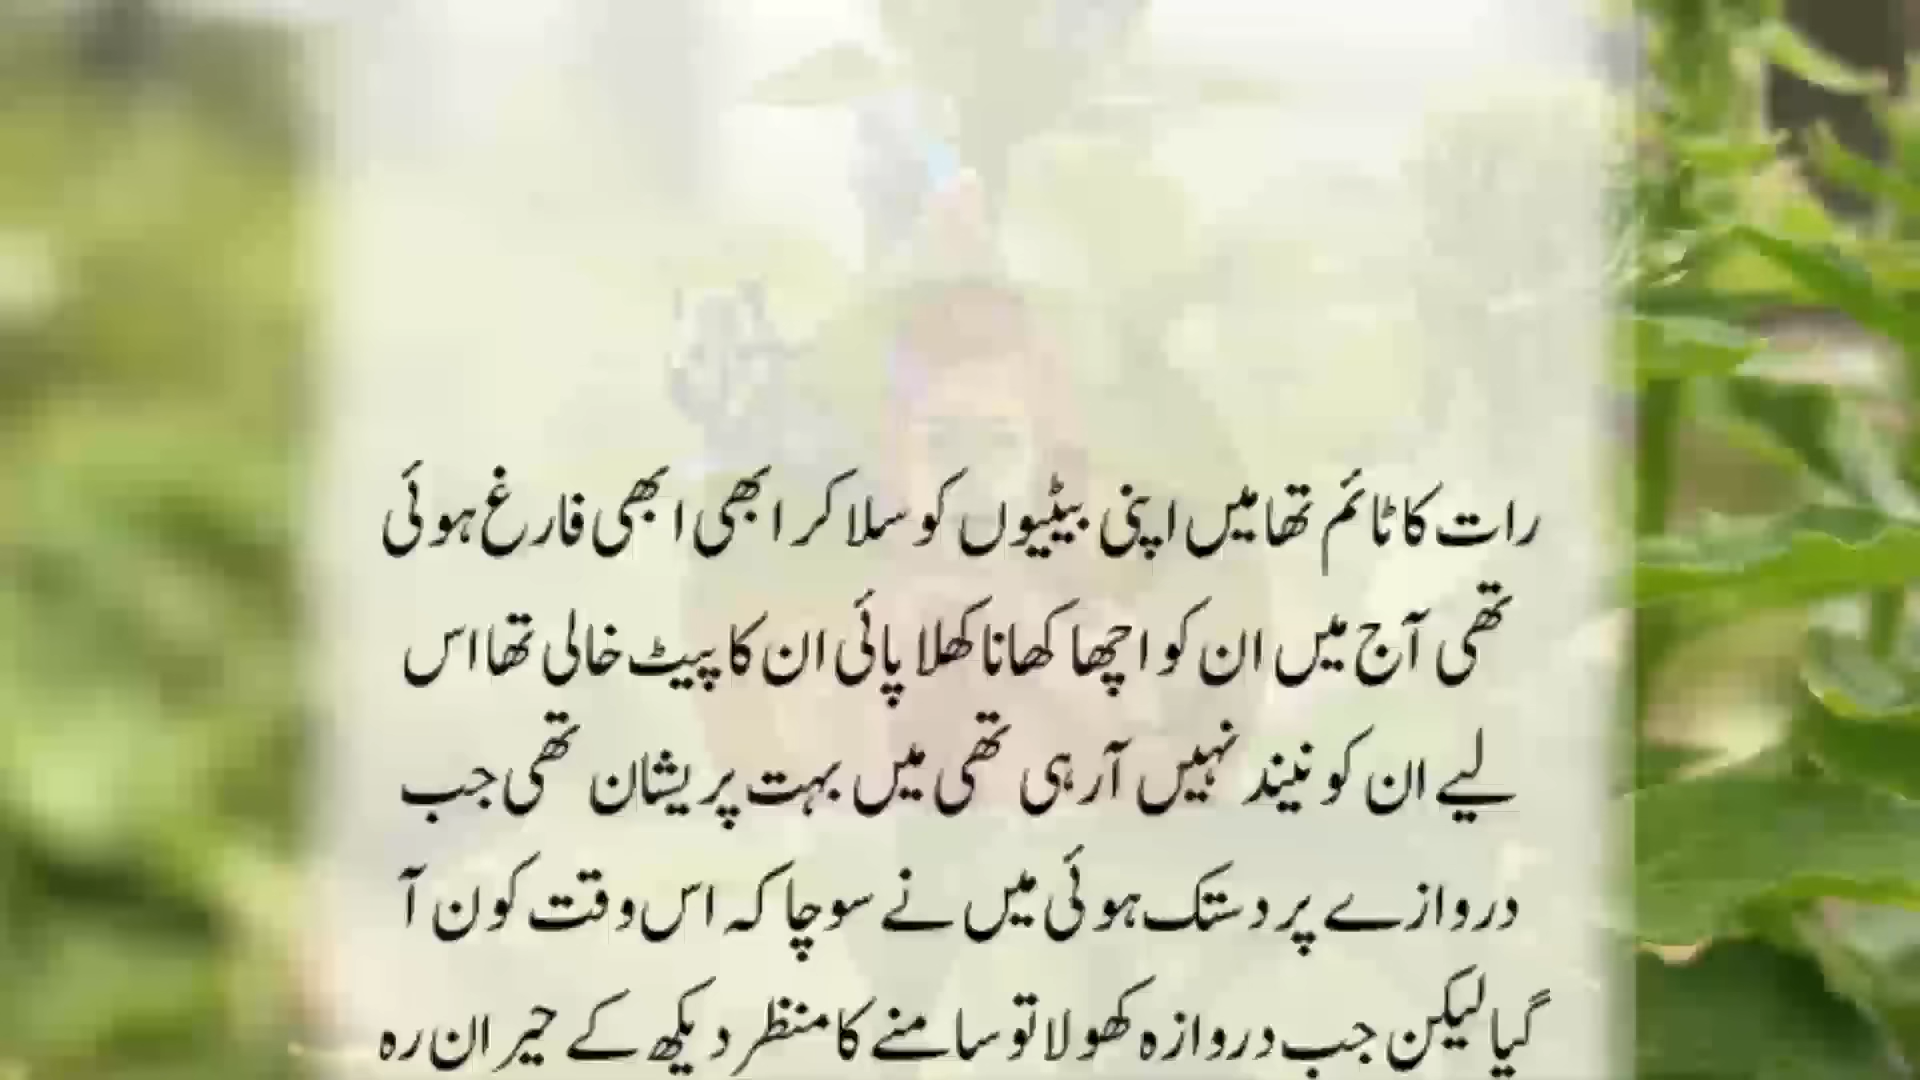 رات کا ٹائم تھا میں اپنی بیٹیوں کو سلا کر ابھی ابھی فارغ ہوئی
تھی آج میں ان کو اچھا کھانا کھلا پائی ان کا پیٹ خالی تھا اس
لیے ان کو نیند نہیں آرہی تھی میں بہت پریشان تھی جب
دروازے پر دستک ہوئی میں نے سوچا کہ اس وقت کون آ
گیا لیکن جب دروازہ کھولا تو سامنے کا منظر دیکھ کے حیران رہ